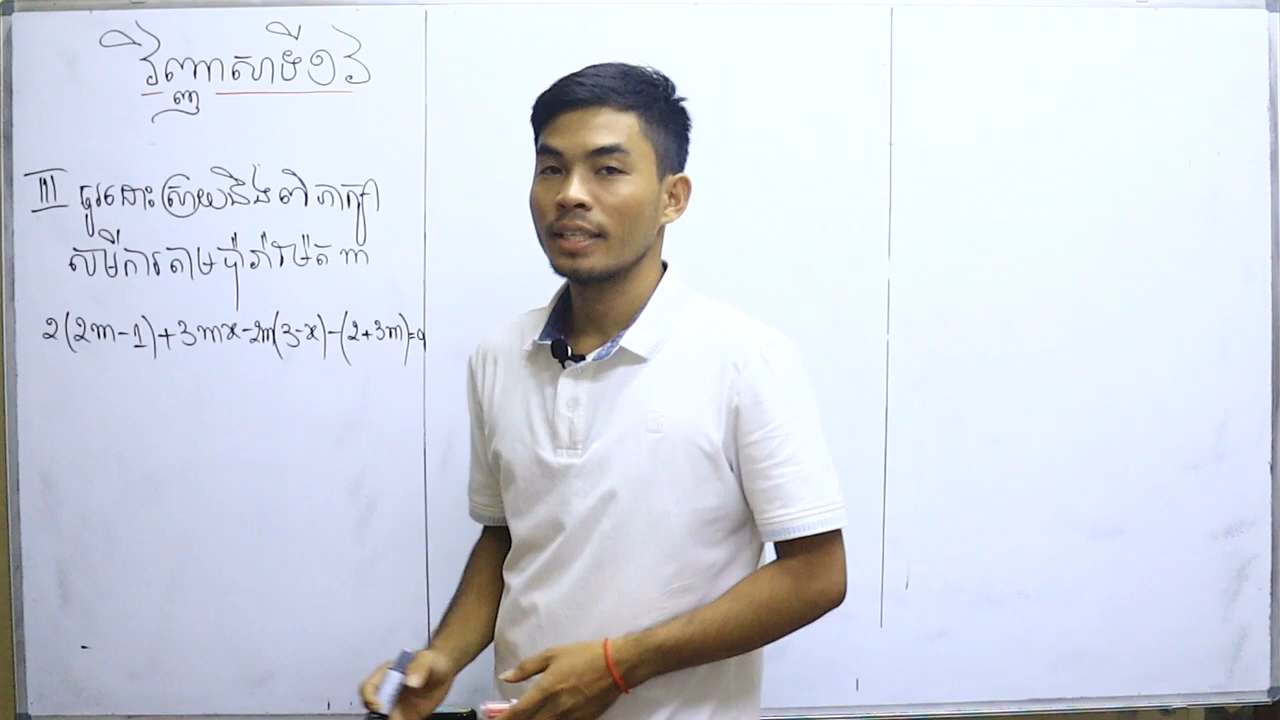 វិញ្ញាសាទី១៦
III ចូរដោះស្រាយនិងពិភាក្សា
សមីការតាមប៉ារ៉ាម៉ែត្រ m
2(2m-1)+3mx-2m(3-x)-(2+3m)=0